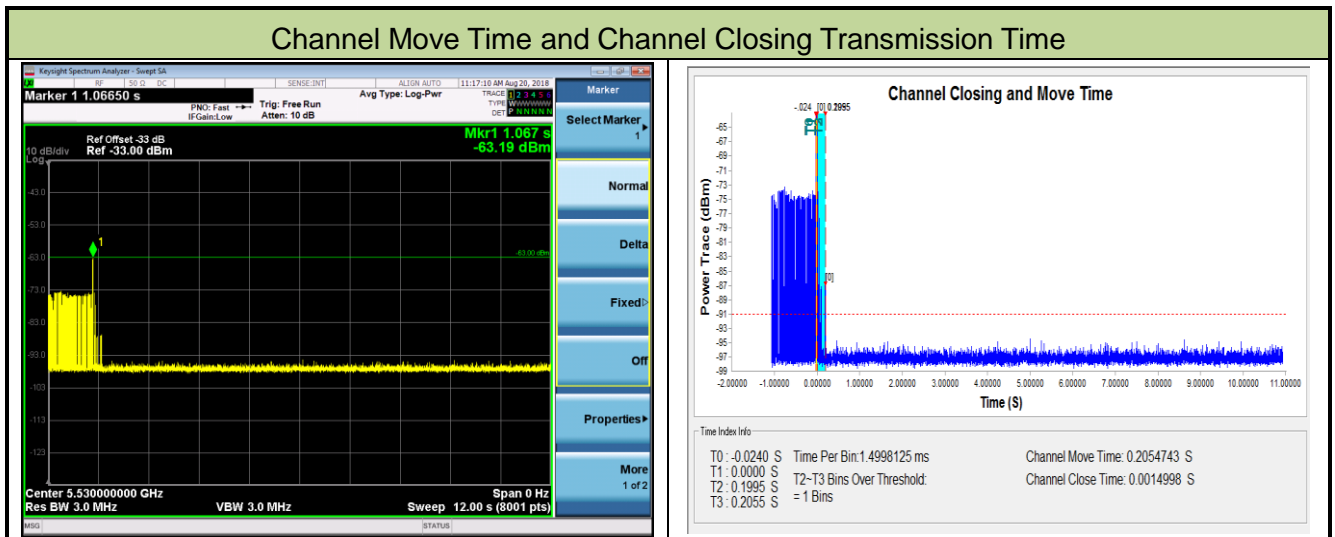 Channel Move Time and Channel Closing Transmission Time
Keysight Spectrum Analyzer - Swept SA
RF 50 Ω DC SENSE:INT ALIGN AUTO 11:17:10 AM Aug 20, 2018
Marker 1 1.06650 s
PNO: Fast
IFGain:Low
Trig: Free Run
Atten: 10 dB
Avg Type: Log-Pwr
TRACE 1 2 3 4 5 6
TYPE WWWWWW
DET P NNNNN
Ref Offset -33 dB
10 dB/div Ref -33.00 dBm
Log
Mkr1 1.067 s
-63.19 dBm
-43.0
-53.0
1
-63.0
-63.00 dBm
-73.0
-83.0
-93.0
-103
-113
-123
Center 5.530000000 GHz Span 0 Hz
Res BW 3.0 MHz VBW 3.0 MHz Sweep 12.00 s (8001 pts)
MSG STATUS
Marker
Select Marker
1
Normal
Delta
Fixed
Off
Properties
More
1 of 2
Channel Closing and Move Time
-.024 [0] 0.1995
Power Trace (dBm)
-65
-67
-69
-71
-73
-75
-77
-79
-81
-83
-85
-87
-89
-91
-93
-95
-97
-99
[0]
-2.00000 -1.00000 0.00000 1.00000 2.00000 3.00000 4.00000 5.00000 6.00000 7.00000 8.00000 9.00000 10.00000 11.00000
Time (S)
Time Index Info
T0 : -0.0240 S
T1 : 0.0000 S
T2 : 0.1995 S
T3 : 0.2055 S
Time Per Bin:1.4998125 ms
T2~T3 Bins Over Threshold:
= 1 Bins
Channel Move Time: 0.2054743 S
Channel Close Time: 0.0014998 S